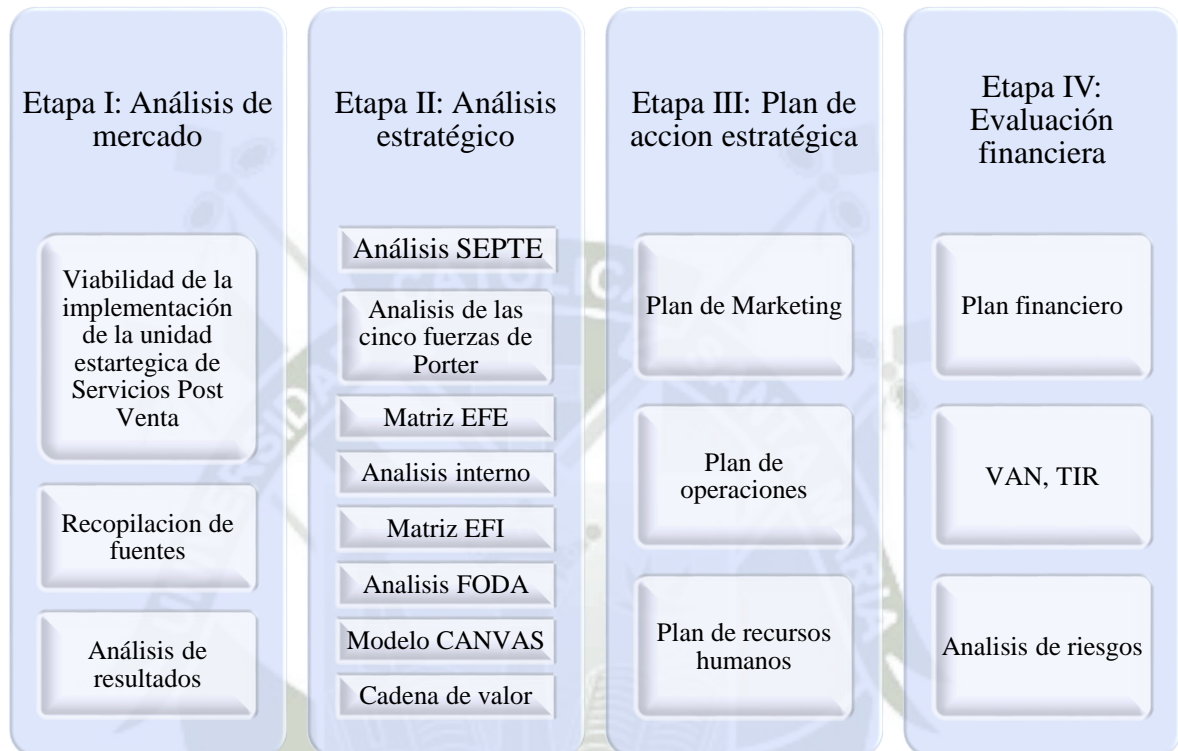 Etapa I: Análisis de
mercado
Viabilidad de la
implementación
de la unidad
estartegica de
Servicios Post
Venta
Recopilacion de
fuentes
Análisis de
resultados
Etapa II: Análisis
estratégico
Análisis SEPTE
Analisis de las
cinco fuerzas de
Porter
Matriz EFE
Analisis interno
Matriz EFI
Analisis FODA
Modelo CANVAS
Cadena de valor
Etapa III: Plan de
accion estratégica
Plan de Marketing
Plan de
operaciones
Plan de recursos
humanos
Etapa IV:
Evaluación
financiera
Plan financiero
VAN, TIR
Analisis de riesgos